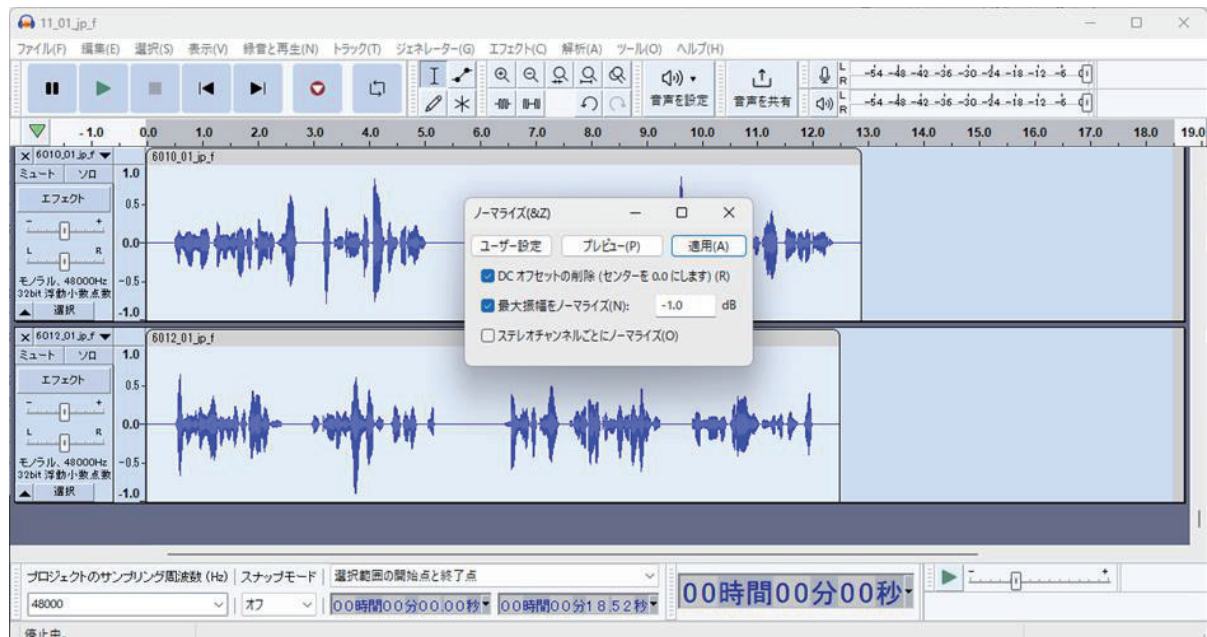 11_01_jp_f
ファイル(F) 編集(E) 選択(S) 表示(V) 録音と再生(N) トラック(T) ジェネレーター(G) エフェクト(C) 解析(A) ツール(O) ヘルプ(H)
音声を設定 音声を共有
L
R
-54 -48 -42 -36 -30 -24 -18 -12 -6 0
L
R
-54 -48 -42 -36 -30 -24 -18 -12 -6 0
-1.0 0.0 1.0 2.0 3.0 4.0 5.0 6.0 7.0 8.0 9.0 10.0 11.0 12.0 13.0 14.0 15.0 16.0 17.0 18.0 19.0
6010_01_jp_f
6010_01_jp_f
ミュート ソロ
エフェクト
- +
L R
モノラル、48000Hz
32bit 浮動小数点数
選択
1.0
0.5
0.0
-0.5
-1.0
ノーマライズ(&Z)
ユーザー設定 プレビュー(P) 適用(A)
DC オフセットの削除 (センターを 0.0 にします) (R)
最大振幅をノーマライズ(N): -1.0 dB
ステレオチャンネルごとにノーマライズ(O)
6012_01_jp_f
6012_01_jp_f
ミュート ソロ
エフェクト
- +
L R
モノラル、48000Hz
32bit 浮動小数点数
選択
1.0
0.5
0.0
-0.5
-1.0
プロジェクトのサンプリング周波数 (Hz) スナップモード 選択範囲の開始点と終了点
48000 オフ 00時間00分00.00秒 00時間00分18.52秒
00時間00分00秒
- +
停止中。